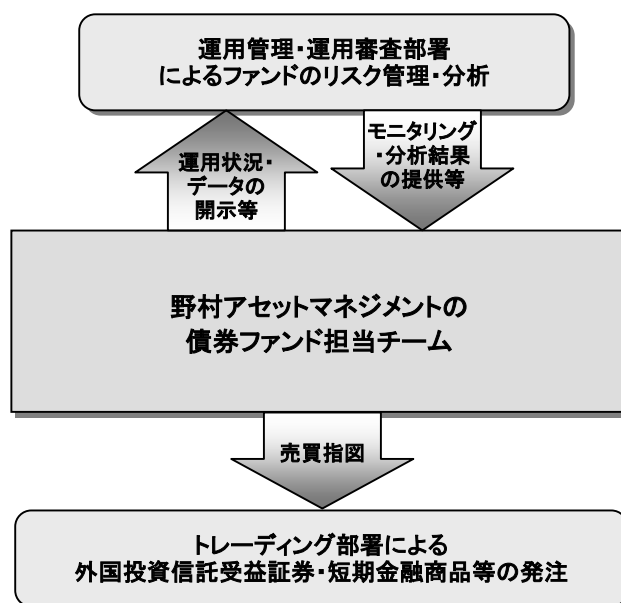 運用管理・運用審査部署
によるファンドのリスク管理・分析
運用状況・
データの
開示等
モニタリング
・分析結果
の提供等
野村アセットマネジメントの
債券ファンド担当チーム
売買指図
トレーディング部署による
外国投資信託受益証券・短期金融商品等の発注